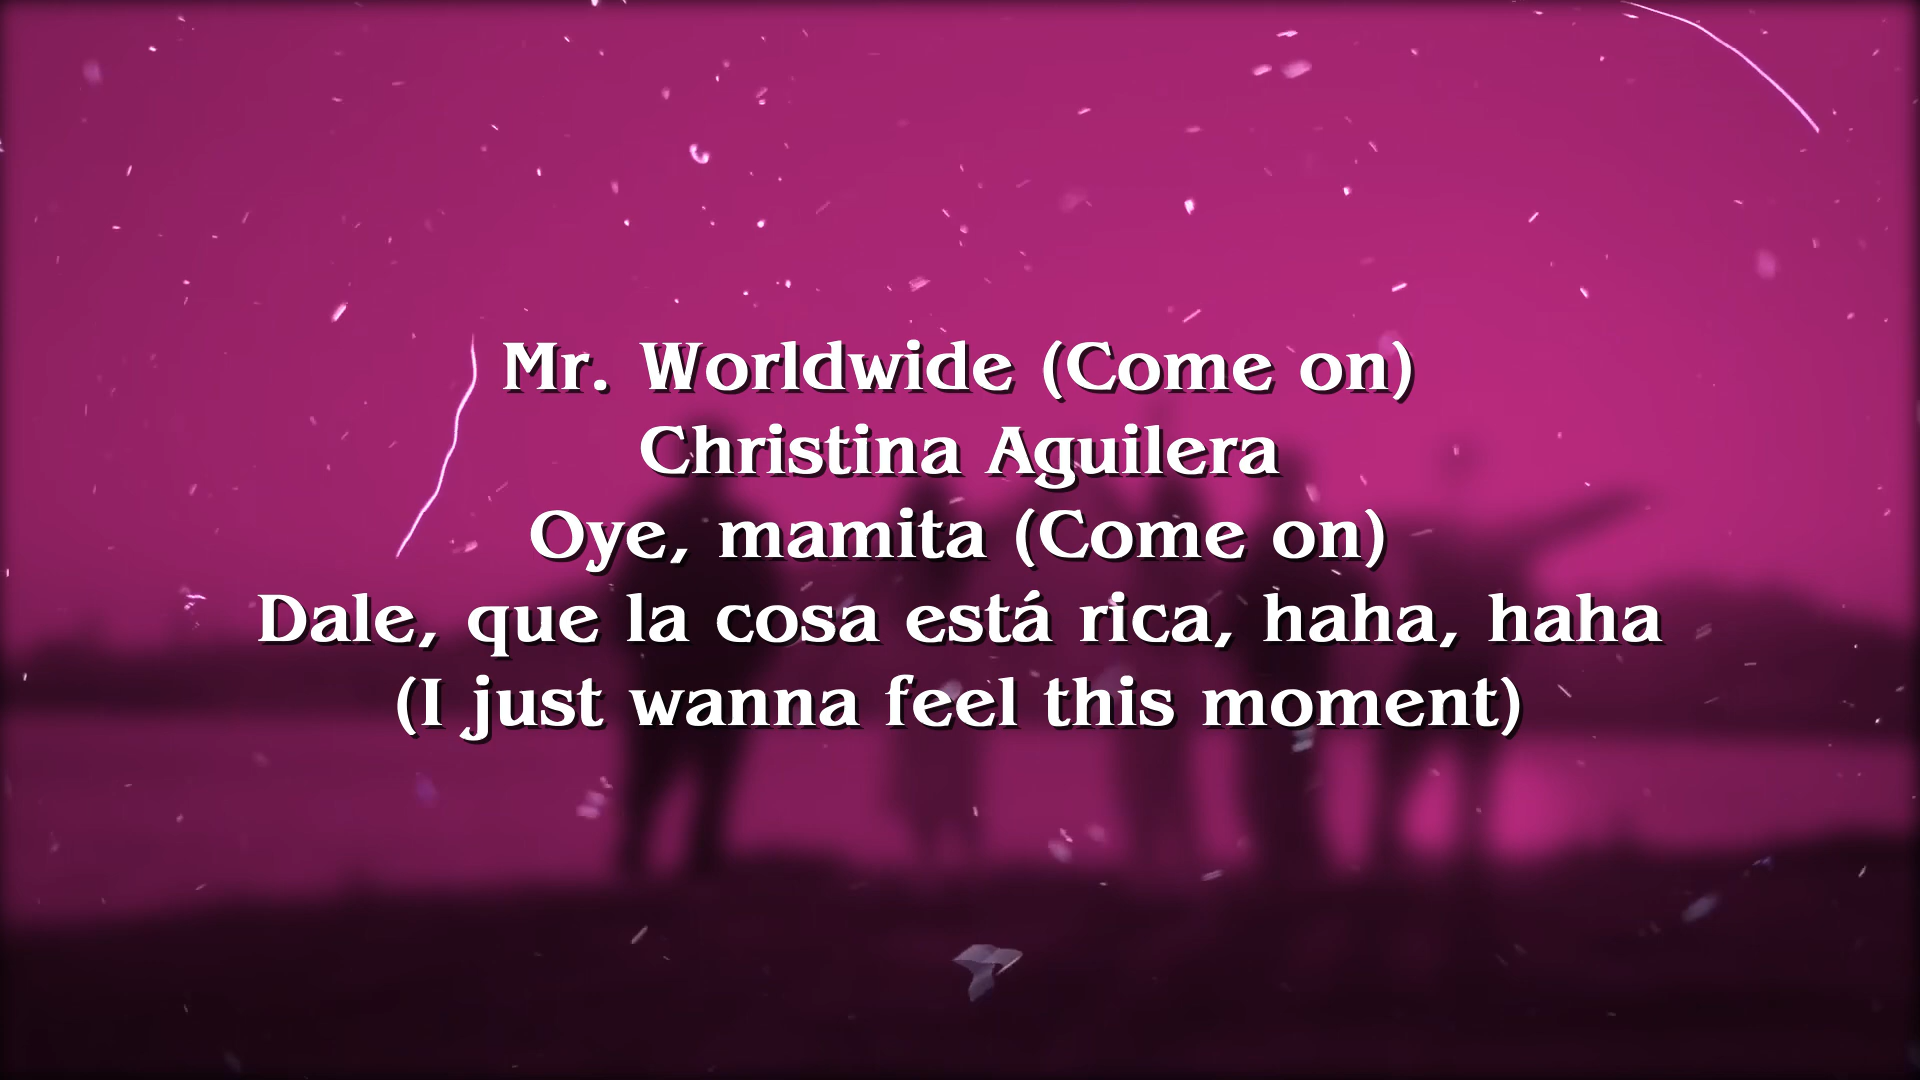 Mr. Worldwide (Come on)
Christina Aguilera
Oye, mamita (Come on)
Dale, que la cosa está rica, haha, haha
(I just wanna feel this moment)